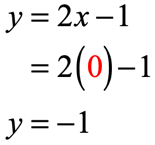 y = 2x − 1
= 2(0) − 1
y = −1